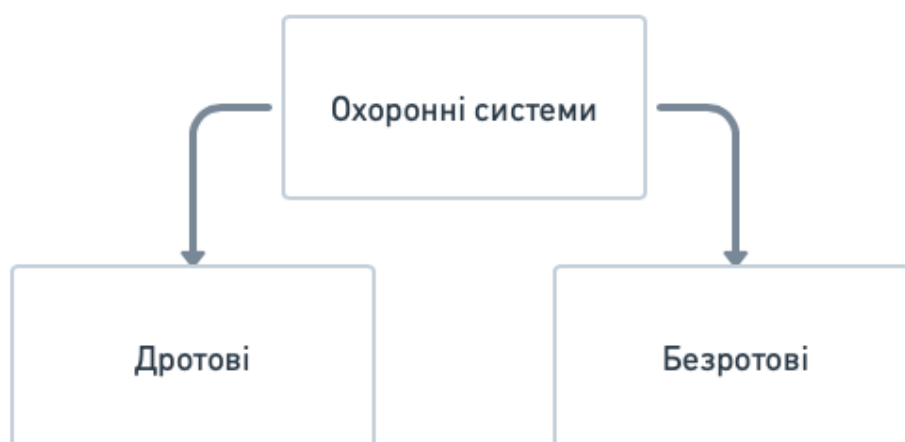 Охоронні системи
Дротові
Безротові